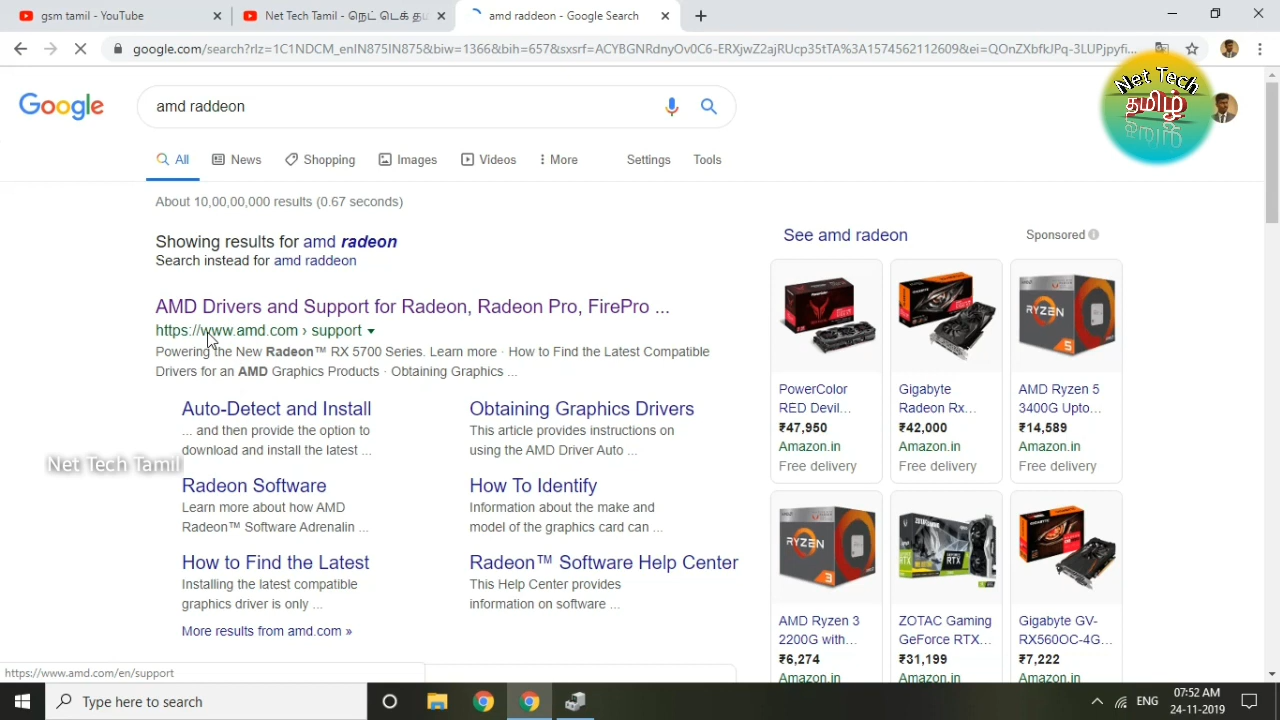 gsm tamil - YouTube
Net Tech Tamil - நெட் டெக் தமி
amd raddeon - Google Search
google.com/search?rlz=1C1NDCM_enIN875IN875&biw=1366&bih=657&sxsrf=ACYBGNRdnyOv0C6-ERXjwZ2ajRUcp35tTA%3A1574562112609&ei=QOnZXbfkJPq-3LUPjpyfi...
Net Tech
தமிழ்
Google
amd raddeon
All
News
Shopping
Images
Videos
More
Settings
Tools
About 10,00,00,000 results (0.67 seconds)
Showing results for amd radeon
Search instead for amd raddeon
AMD Drivers and Support for Radeon, Radeon Pro, FirePro ...
https://www.amd.com › support
Powering the New Radeon™ RX 5700 Series. Learn more · How to Find the Latest Compatible
Drivers for an AMD Graphics Products · Obtaining Graphics ...
Auto-Detect and Install
... and then provide the option to
download and install the latest ...
Obtaining Graphics Drivers
This article provides instructions on
using the AMD Driver Auto ...
Net Tech Tamil
Radeon Software
Learn more about how AMD
Radeon™ Software Adrenalin ...
How To Identify
Information about the make and
model of the graphics card can ...
How to Find the Latest
Installing the latest compatible
graphics driver is only ...
Radeon™ Software Help Center
This Help Center provides
information on software ...
More results from amd.com »
See amd radeon
Sponsored
PowerColor
RED Devil...
₹47,950
Amazon.in
Free delivery
Gigabyte
Radeon Rx...
₹42,000
Amazon.in
Free delivery
RYZEN
5
AMD Ryzen 5
3400G Upto...
₹14,589
Amazon.in
Free delivery
RYZEN
3
AMD Ryzen 3
2200G with...
₹6,274
Amazon.in
ZOTAC Gaming
GeForce RTX...
₹31,199
Amazon.in
Gigabyte GV-
RX560OC-4G...
₹7,222
Amazon.in
https://www.amd.com/en/support
Type here to search
ENG
07:52 AM
24-11-2019